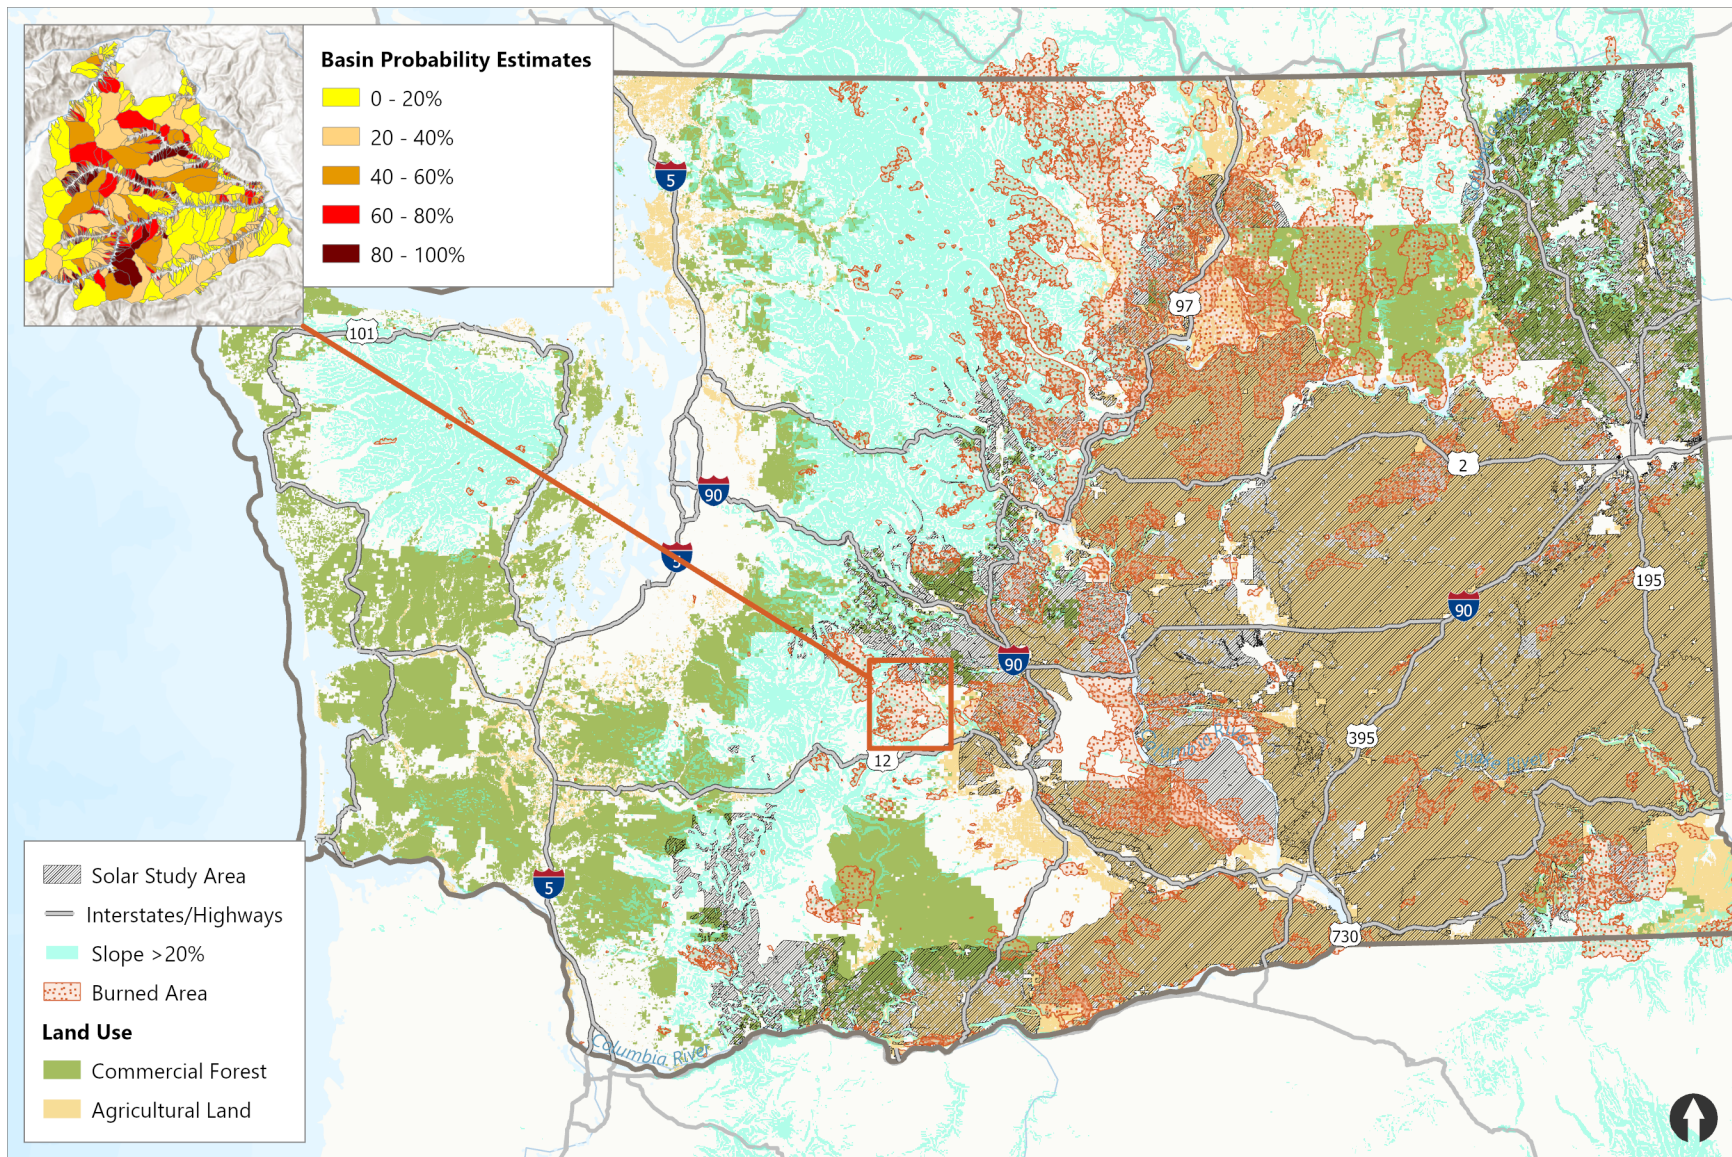 Basin Probability Estimates
0 - 20%
20 - 40%
40 - 60%
60 - 80%
80 - 100%
5
97
101
2
90
5
195
90
90
395
Columbia River
Snake River
12
5
730
Columbia River
Solar Study Area
Interstates/Highways
Slope >20%
Burned Area
Land Use
Commercial Forest
Agricultural Land